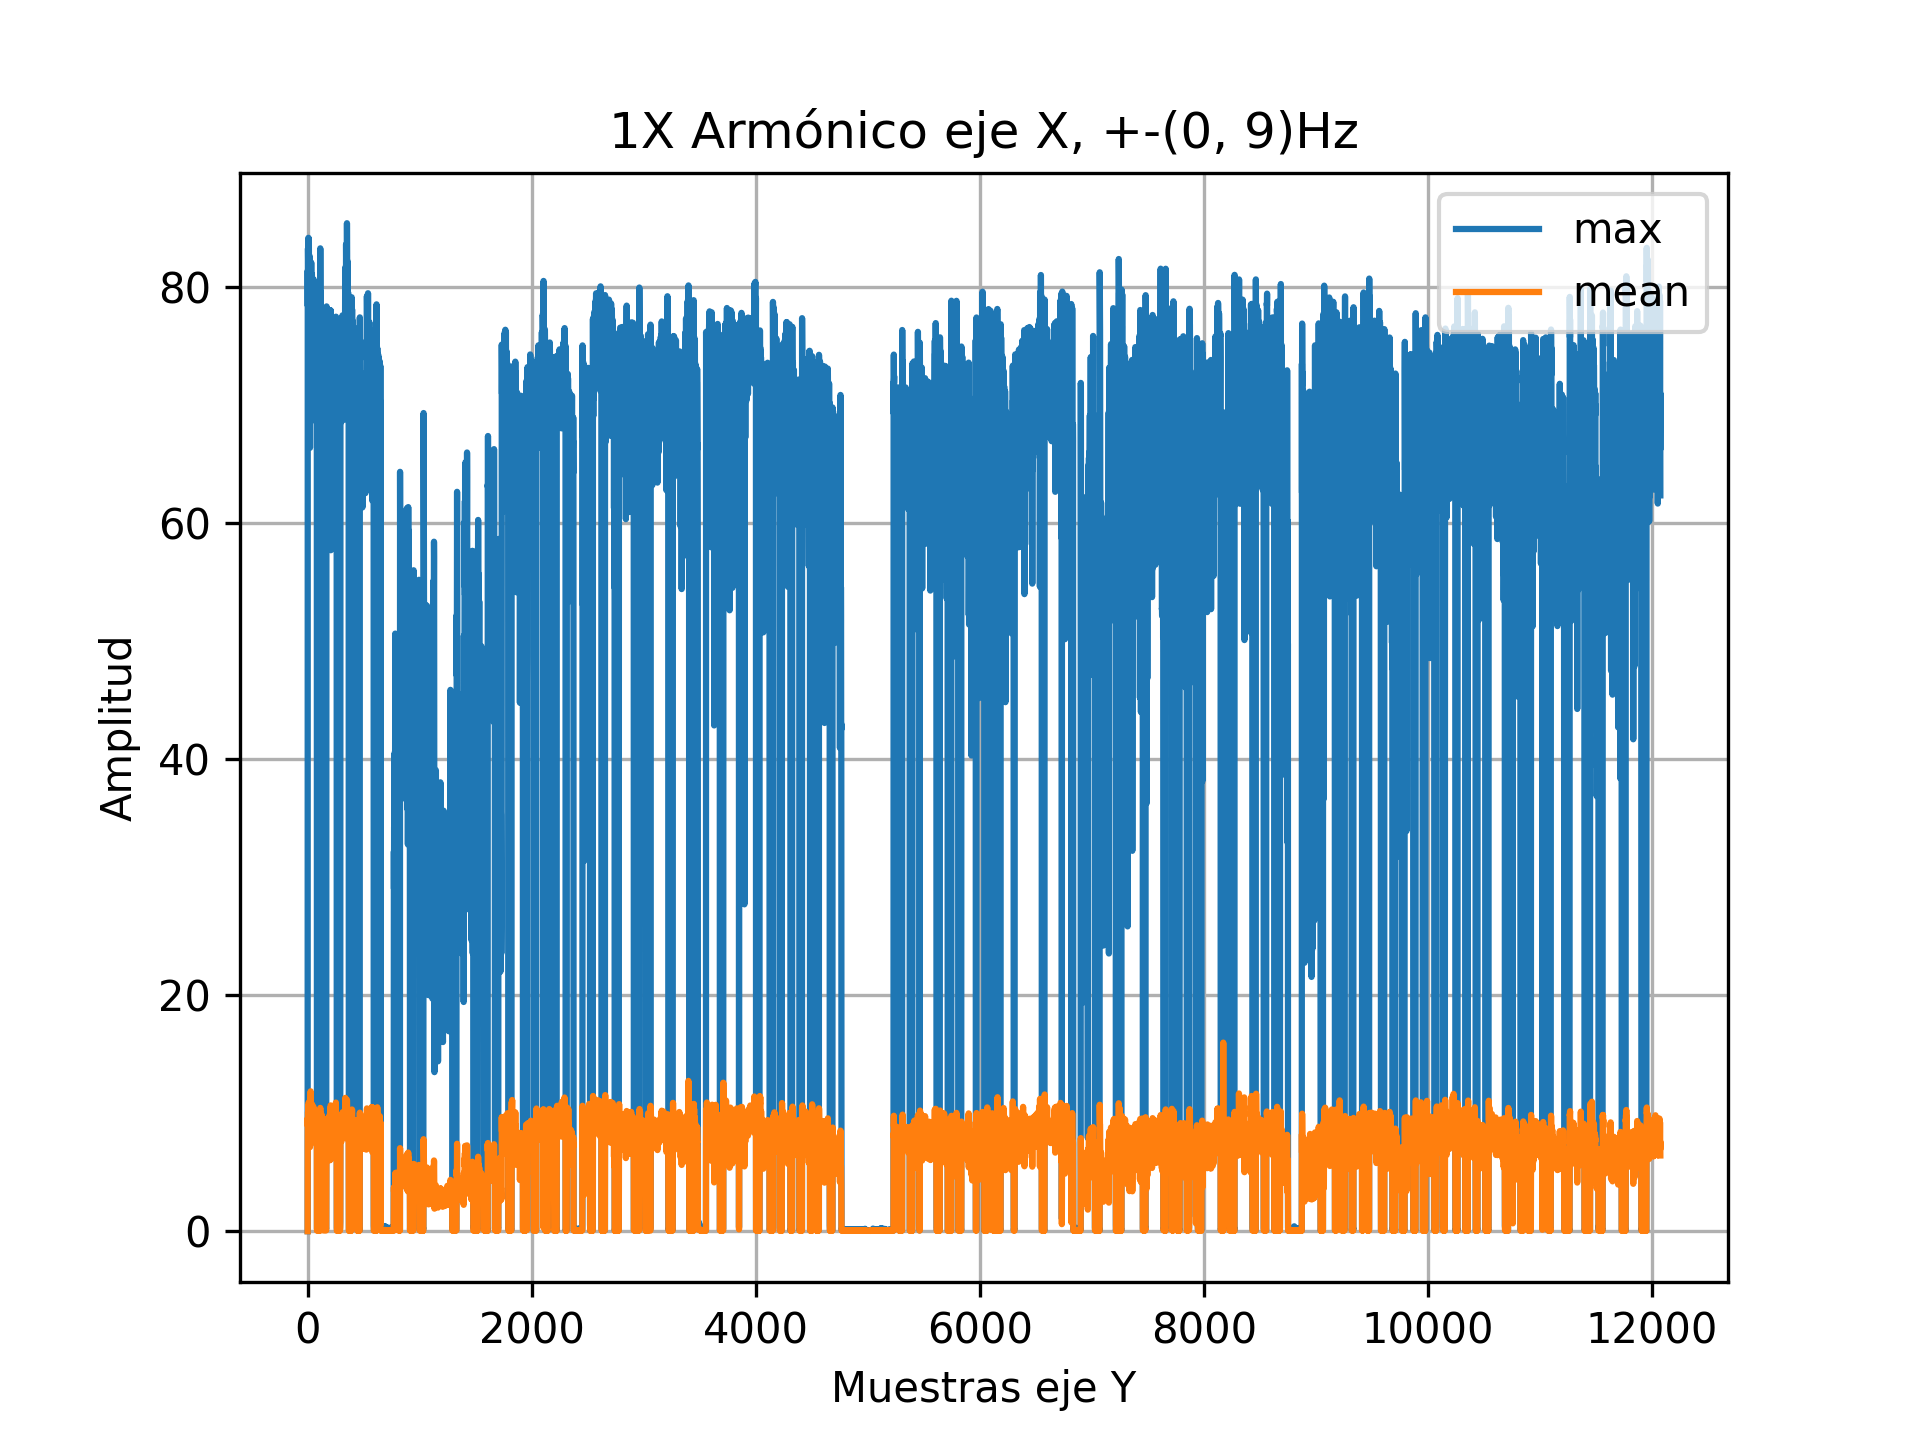 1X Armónico eje X, +-(0, 9)Hz
max
mean
80
60
40
20
0
Amplitud
0 2000 4000 6000 8000 10000 12000
Muestras eje Y